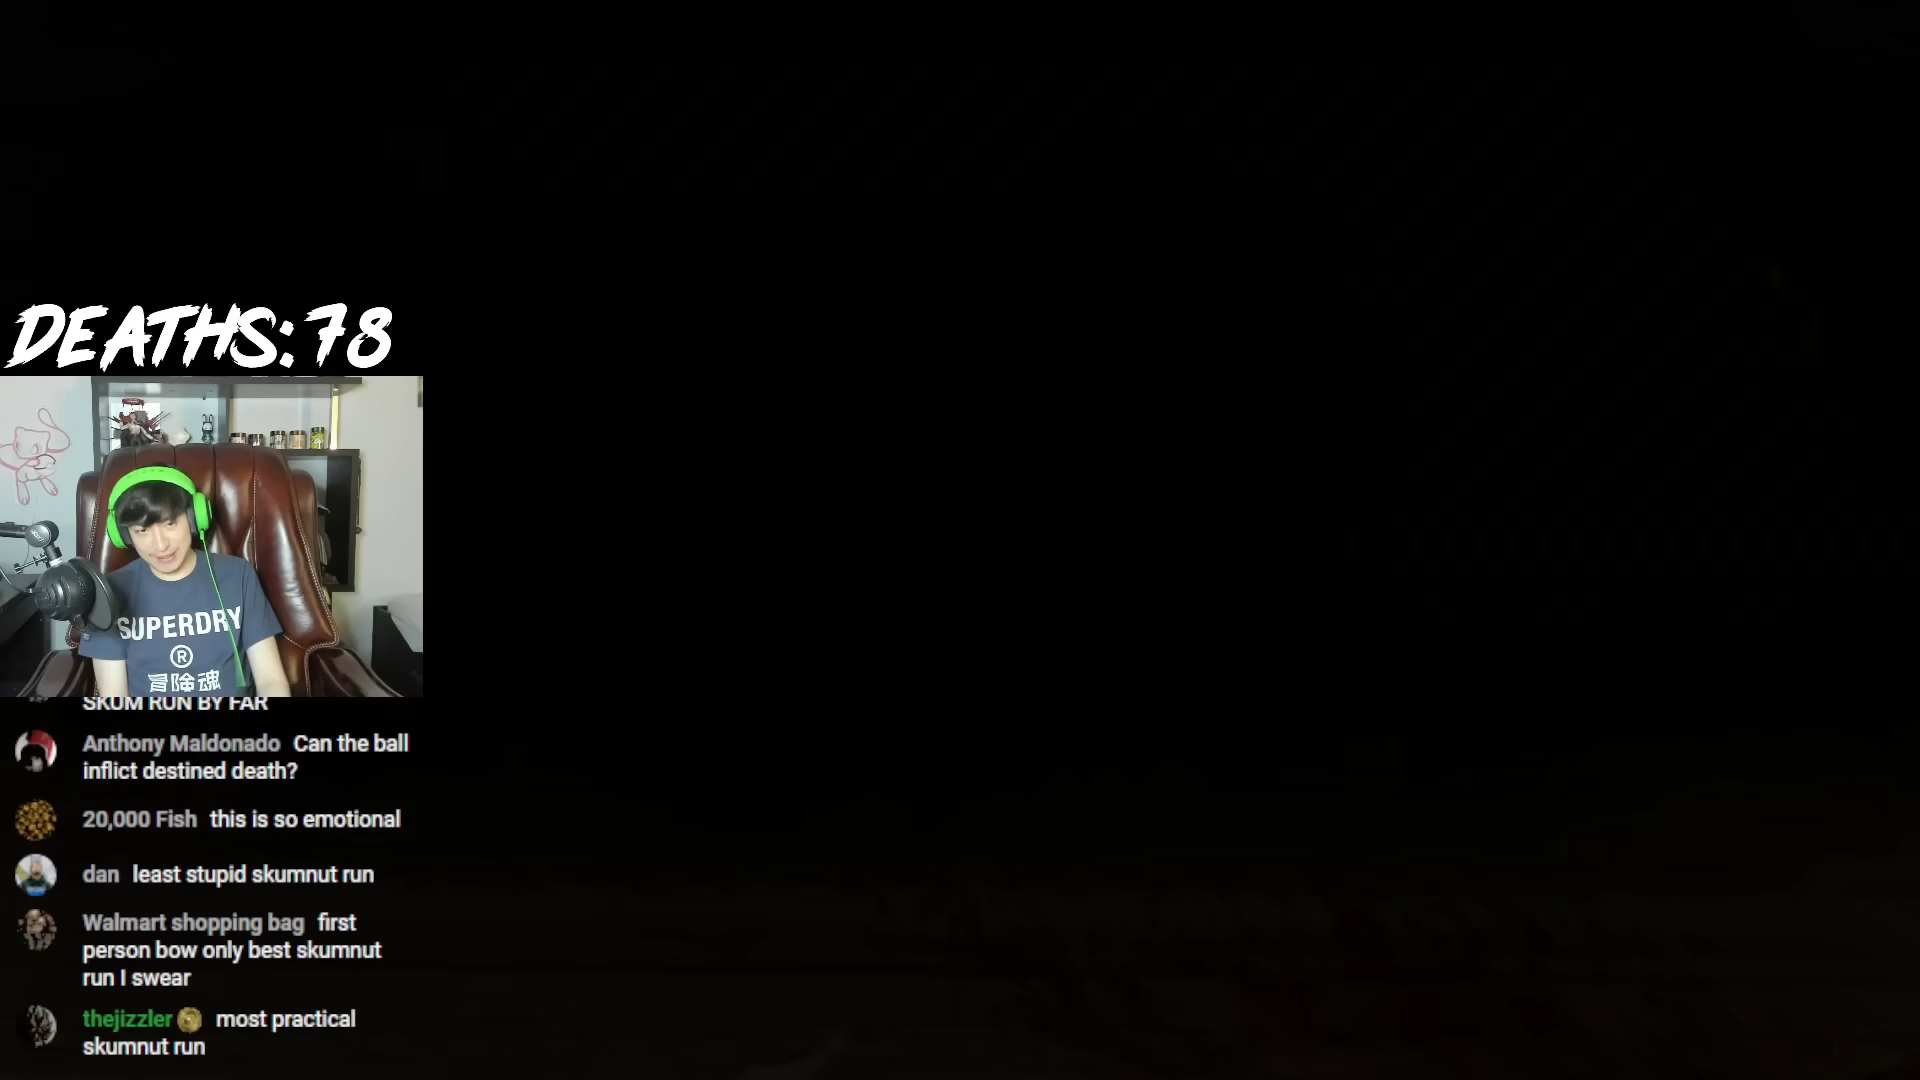 DEATHS:78
SUPERDRY
®
冒険魂
SKUM RUN BY FAR
Anthony Maldonado Can the ball
inflict destined death?
20,000 Fish this is so emotional
dan least stupid skumnut run
Walmart shopping bag first
person bow only best skumnut
run I swear
thejizzler most practical
skumnut run